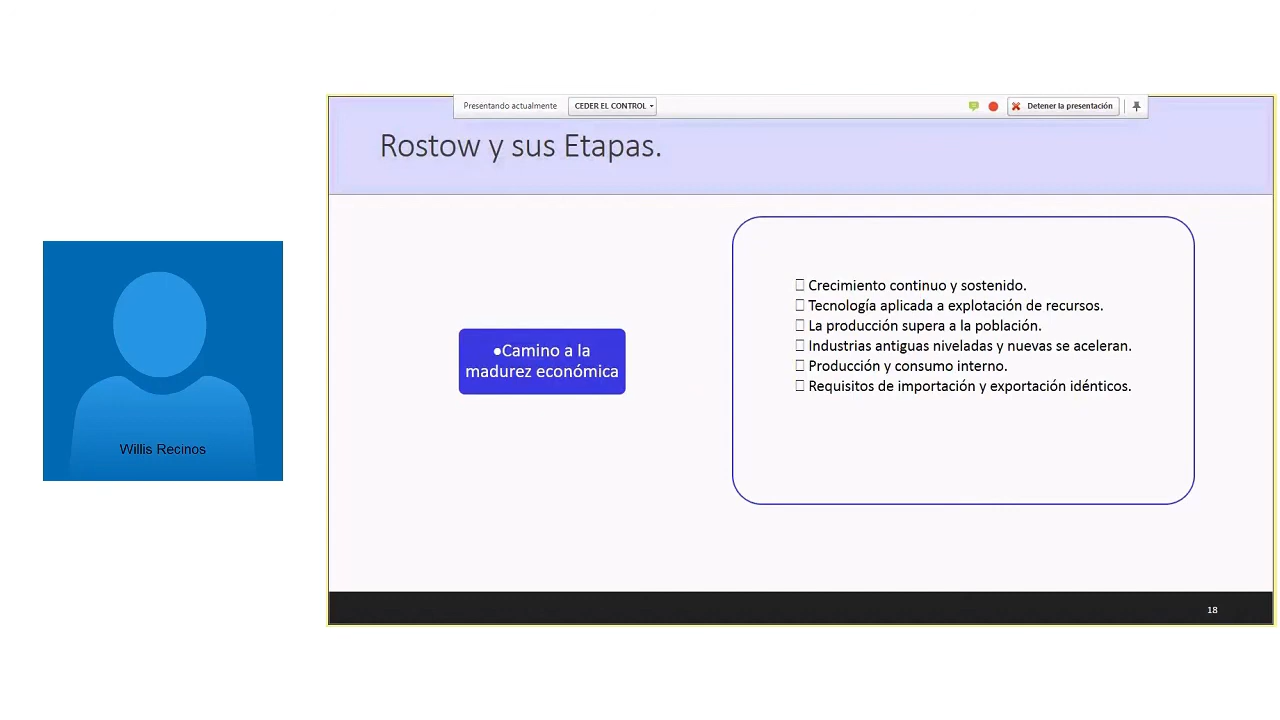 Presentando actualmente
CEDER EL CONTROL
Detener la presentación
Rostow y sus Etapas.
•Camino a la
madurez económica
Crecimiento continuo y sostenido.
Tecnología aplicada a explotación de recursos.
La producción supera a la población.
Industrias antiguas niveladas y nuevas se aceleran.
Producción y consumo interno.
Requisitos de importación y exportación idénticos.
Willis Recinos
18